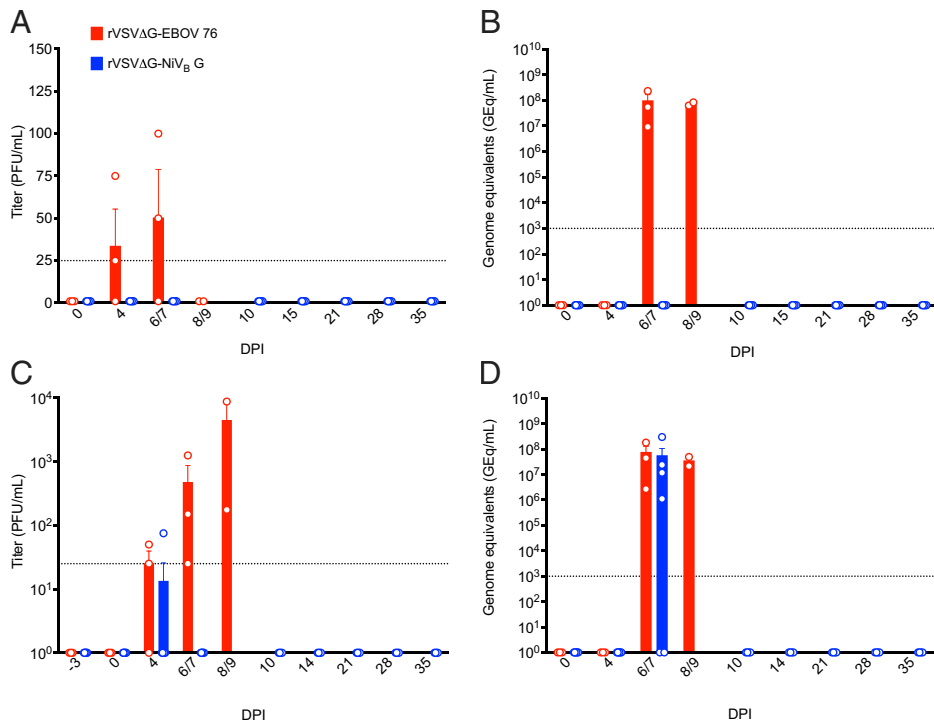 A
rVSVΔG-EBOV 76
rVSVΔG-NiV_B G
150
125
100
75
50
25
0
Titer (PFU/mL)
0 4 6/7 8/9 10 15 21 28 35
DPI
B
10^10
10^9
10^8
10^7
10^6
10^5
10^4
10^3
10^2
10^1
10^0
Genome equivalents (GEq/mL)
0 4 6/7 8/9 10 15 21 28 35
DPI
C
10^4
10^3
10^2
10^1
10^0
Titer (PFU/mL)
-3 0 4 6/7 8/9 10 14 21 28 35
DPI
D
10^10
10^9
10^8
10^7
10^6
10^5
10^4
10^3
10^2
10^1
10^0
Genome equivalents (GEq/mL)
0 4 6/7 8/9 10 14 21 28 35
DPI